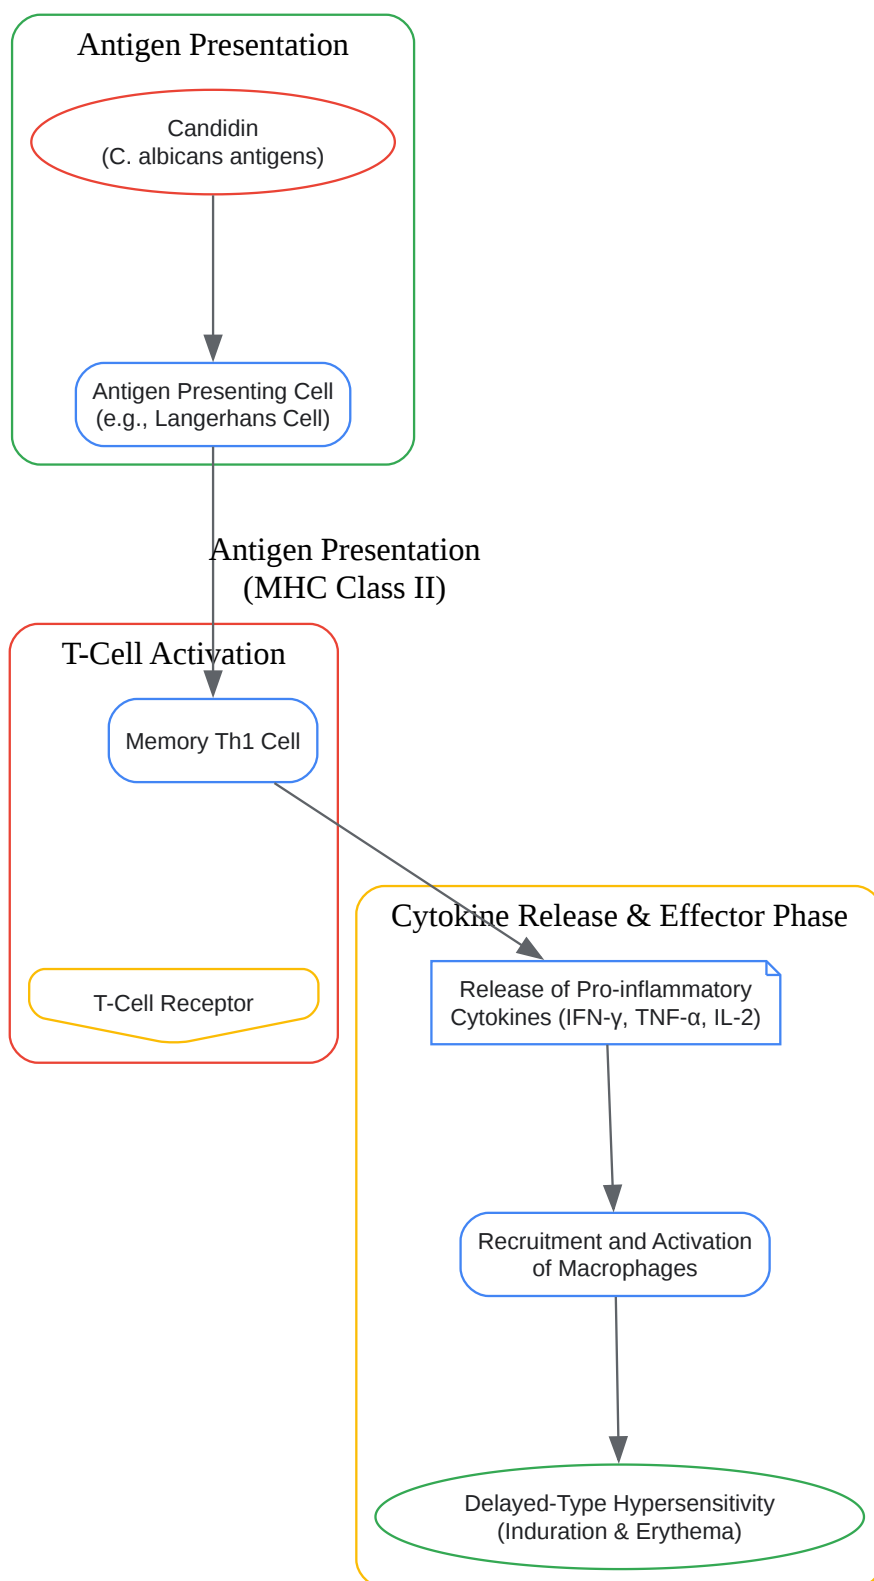 Antigen Presentation
Candidin
(C. albicans antigens)
Antigen Presenting Cell
(e.g., Langerhans Cell)
Antigen Presentation
(MHC Class II)
T-Cell Activation
Memory Th1 Cell
T-Cell Receptor
Cytokine Release & Effector Phase
Release of Pro-inflammatory
Cytokines (IFN-γ, TNF-α, IL-2)
Recruitment and Activation
of Macrophages
Delayed-Type Hypersensitivity
(Induration & Erythema)